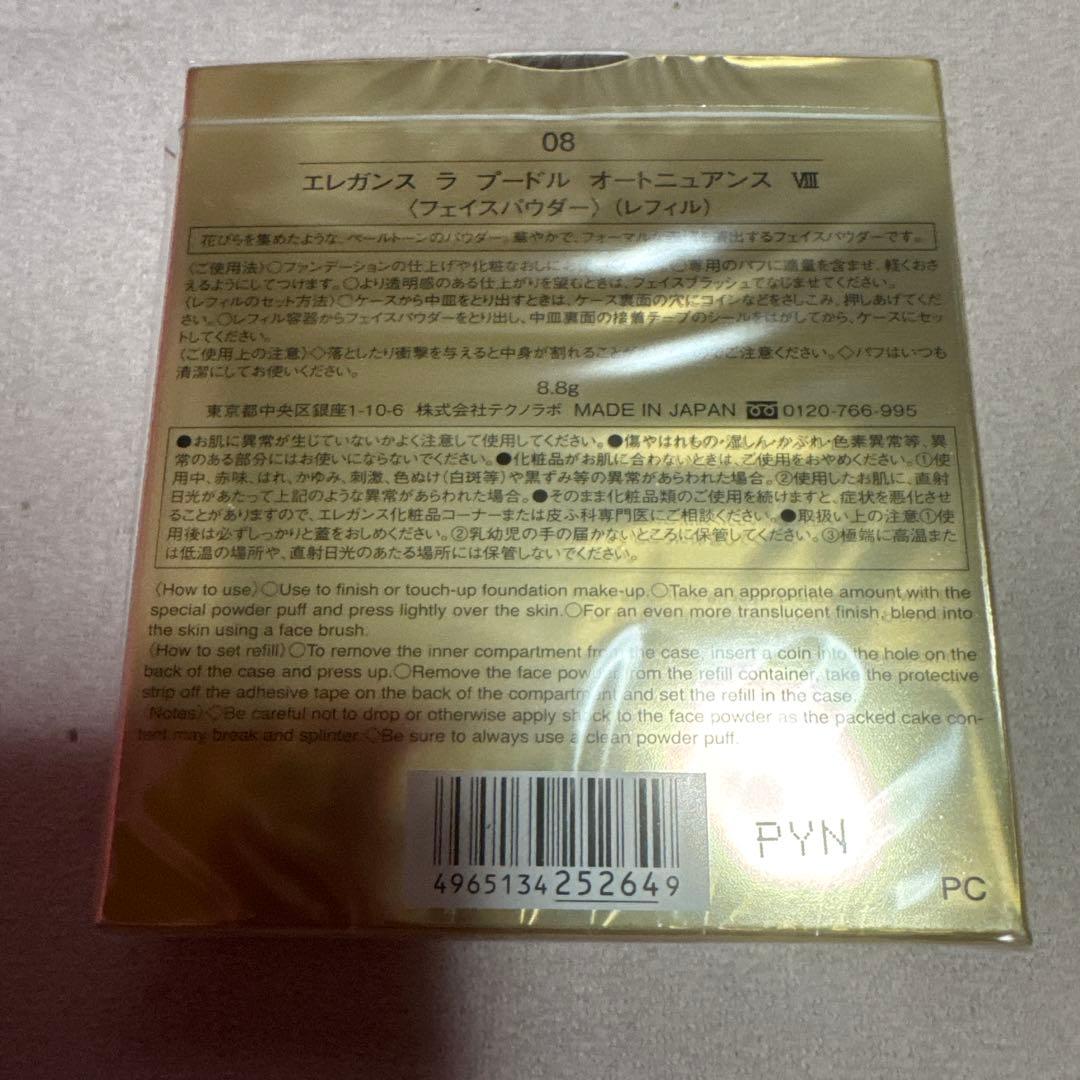 08
エレガンス ラ プードル オートニュアンス Ⅷ
〈フェイスパウダー〉(レフィル)
花びらを集めたような、ペールトーンのパウダー。華やかで、フォーマルな 演出するフェイスパウダーです。
〈ご使用法〉○ファンデーションの仕上げや化粧なおしに ○専用のパフに適量を含ませ、軽くおさ
えるようにしてつけます。○より透明感のある仕上がりを望むときは、フェイスブラッシュでなじませてください。
〈レフィルのセット方法〉○ケースから中皿をとり出すときは、ケース裏面の穴にコインなどをさしこみ、押しあげてくだ
さい。○レフィル容器からフェイスパウダーをとり出し、中皿裏面の接着テープのシールをはがしてから、ケースにセッ
トしてください。
〈ご使用上の注意〉◇落としたり衝撃を与えると中身が割れること ご注意ください。◇パフはいつも
清潔にしてお使いください。
8.8g
東京都中央区銀座1-10-6 株式会社テクノラボ MADE IN JAPAN 0120-766-995
●お肌に異常が生じていないかよく注意して使用してください。●傷やはれもの・湿しん・かぶれ・色素異常等、異
常のある部分にはお使いにならないでください。●化粧品がお肌に合わないときは、ご使用をおやめください。①使
用中、赤味、はれ、かゆみ、刺激、色ぬけ(白斑等)や黒ずみ等の異常があらわれた場合。②使用したお肌に、直射
日光があたって上記のような異常があらわれた場合。●そのまま化粧品類のご使用を続けますと、症状を悪化させ
ることがありますので、エレガンス化粧品コーナーまたは皮ふ科専門医にご相談ください。●取扱い上の注意①使
用後は必ずしっかりと蓋をおしめください。②乳幼児の手の届かないところに保管してください。③極端に高温また
は低温の場所や、直射日光のあたる場所には保管しないでください。
〈How to use〉○Use to finish or touch-up foundation make-up.○Take an appropriate amount with the
special powder puff and press lightly over the skin.○For an even more translucent finish, blend into
the skin using a face brush.
〈How to set refill〉○To remove the inner compartment from the case, insert a coin into the hole on the
back of the case and press up.○Remove the face powder from the refill container, take the protective
strip off the adhesive tape on the back of the compartment and set the refill in the case.
〈Notes〉◇Be careful not to drop or otherwise apply shock to the face powder as the packed cake con-
tent may break and splinter.◇Be sure to always use a clean powder puff.
4965134252649
PYN
PC